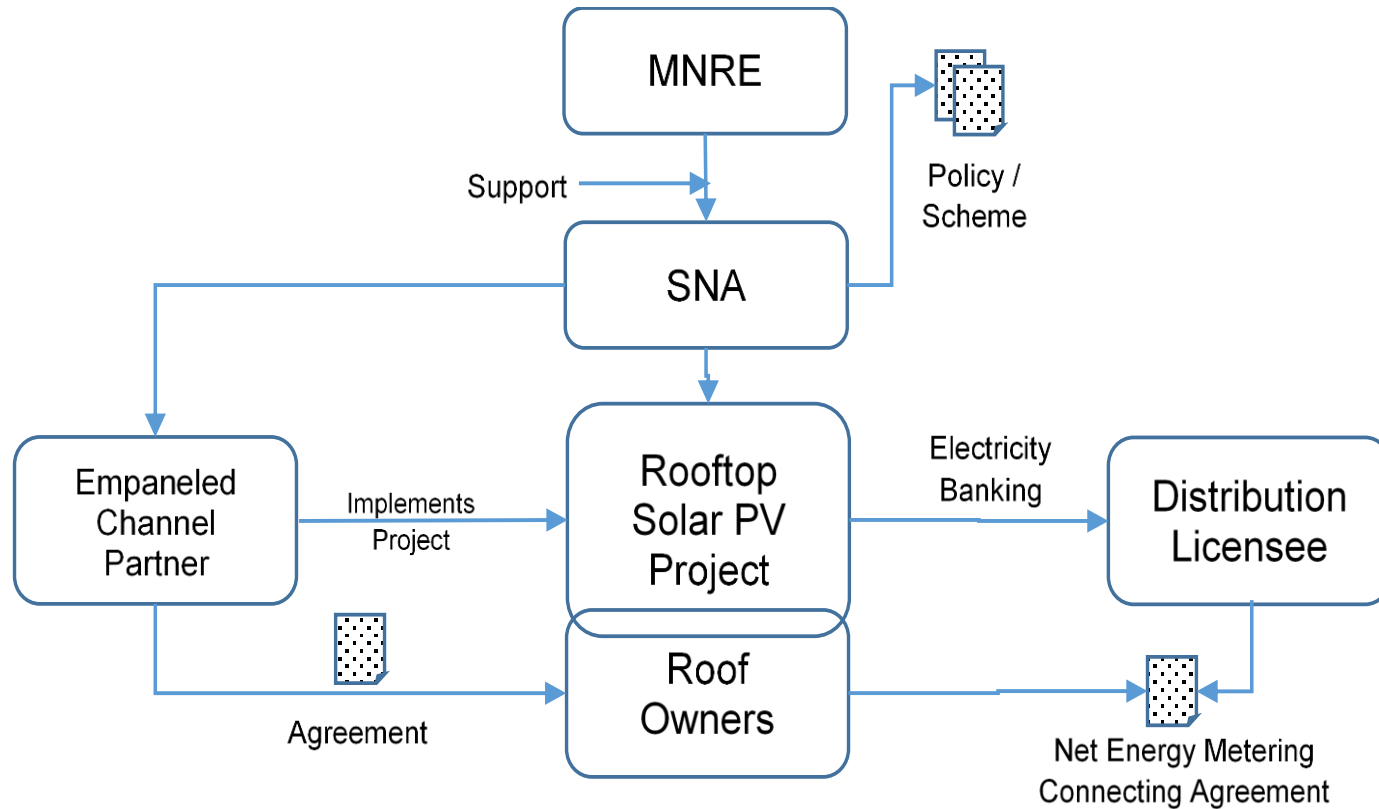 MNRE
Support
Policy /
Scheme
SNA
Empaneled
Channel
Partner
Implements
Project
Rooftop
Solar PV
Project
Electricity
Banking
Distribution
Licensee
Agreement
Roof
Owners
Net Energy Metering
Connecting Agreement